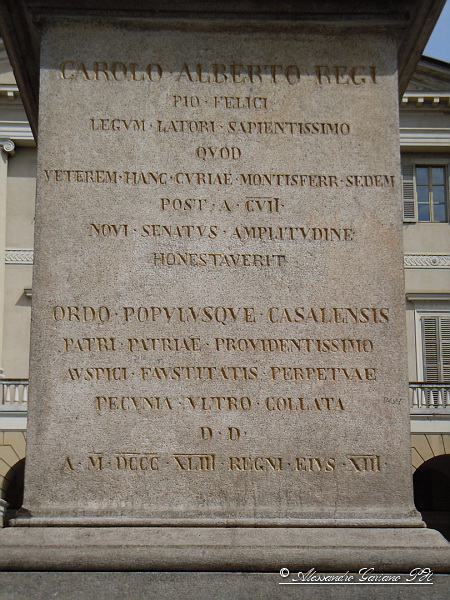 CAROLO ALBERTO REGI
PIO · FELICI
LEGVM · LATORI · SAPIENTISSIMO
QVOD
VETEREM · HANC · CVRIAE · MONTISFERR · SEDEM
POST · A · CVII ·
NOVI · SENATVS · AMPLITVDINE
HONESTAVERIT
ORDO · POPVLVSQVE · CASALENSIS
PATRI · PATRIAE · PROVIDENTISSIMO
AVSPICI · FAVSTITATIS · PERPETVAE
PECVNIA · VLTRO · COLLATA
D · D ·
A · M · DCCC · XLIII · REGNI · EIVS · XIII ·
© Alessandro Gaviano PH